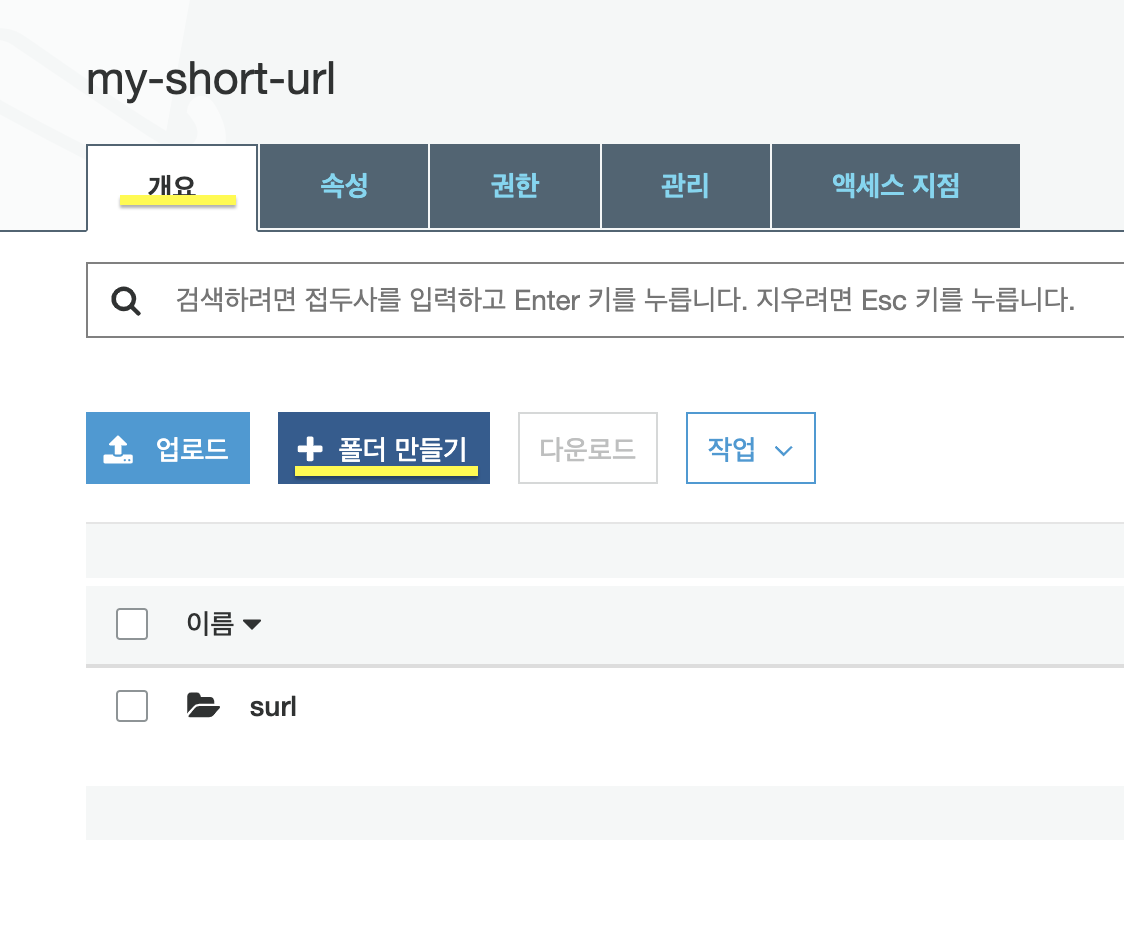 my-short-url
개요 속성 권한 관리 액세스 지점
검색하려면 접두사를 입력하고 Enter 키를 누릅니다. 지우려면 Esc 키를 누릅니다.
업로드 폴더 만들기 다운로드 작업
이름
surl